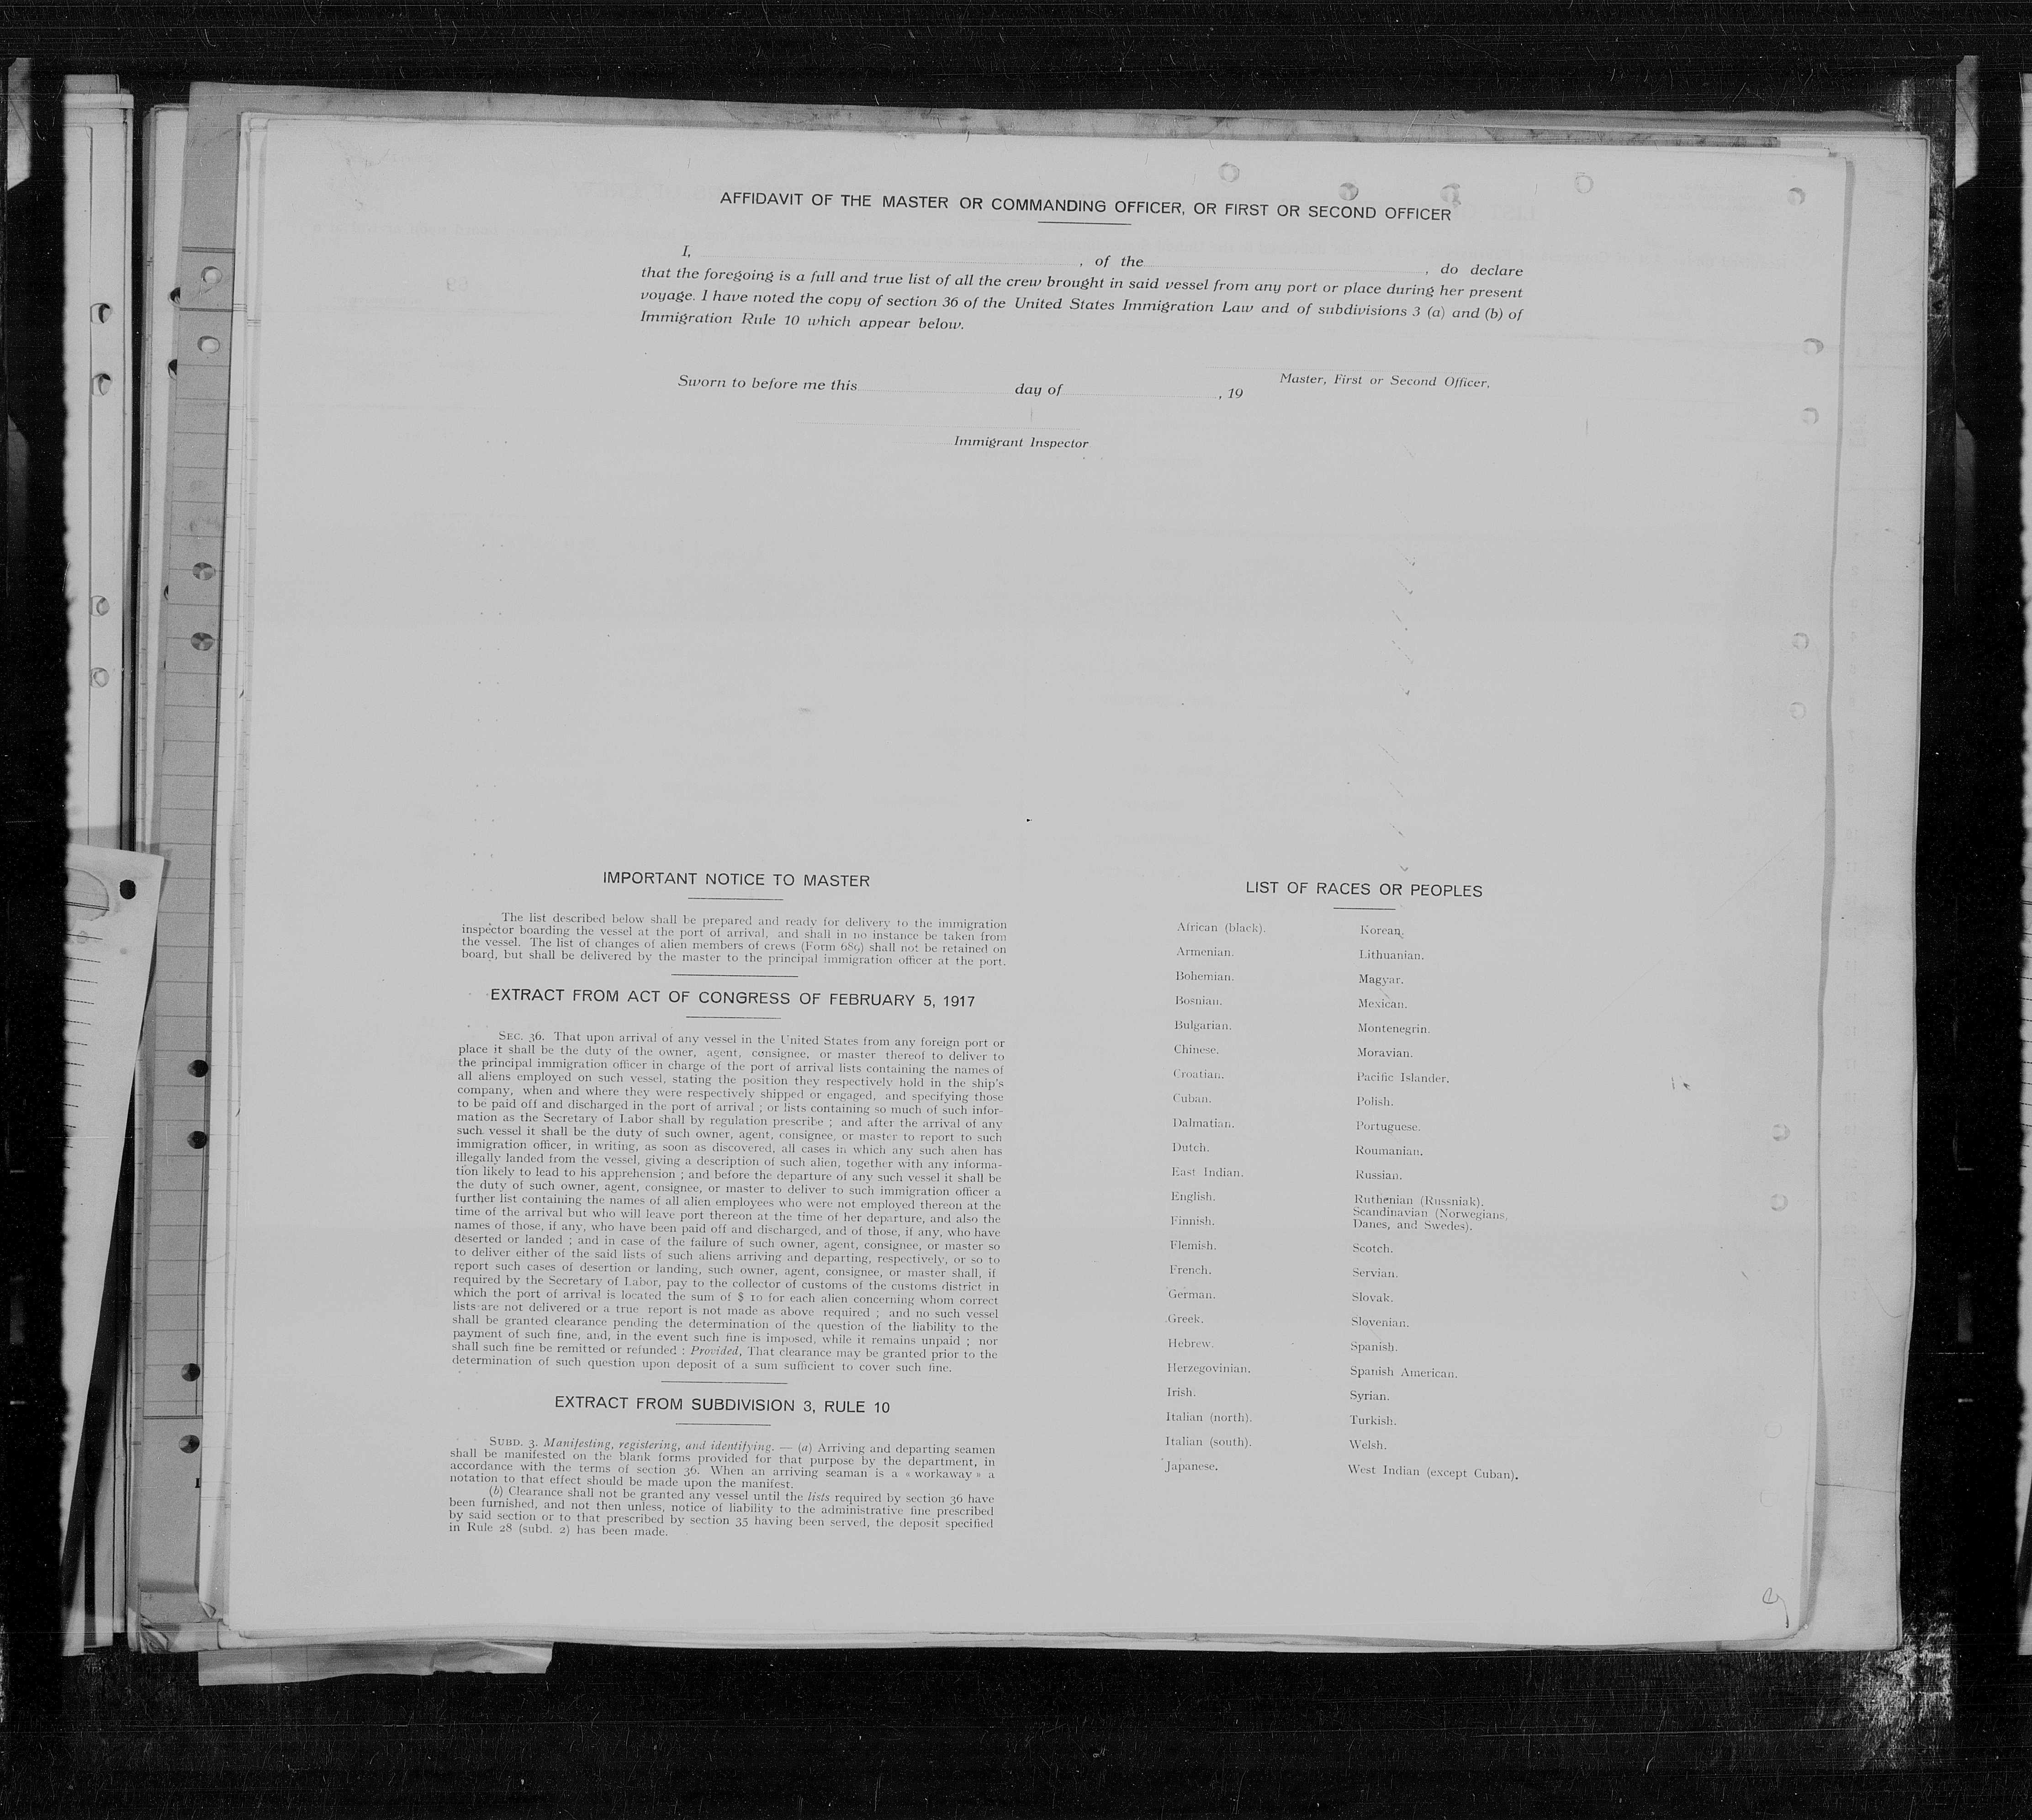 AFFIDAVIT OF THE MASTER OR COMMANDING OFFICER, OR FIRST OR SECOND OFFICER
I, , of the , do declare
that the foregoing is a full and true list of all the crew brought in said vessel from any port or place during her present
voyage. I have noted the copy of section 36 of the United States Immigration Law and of subdivisions 3 (a) and (b) of
Immigration Rule 10 which appear below.
Master, First or Second Officer,
Sworn to before me this day of , 19
Immigrant Inspector
IMPORTANT NOTICE TO MASTER
The list described below shall be prepared and ready for delivery to the immigration
inspector boarding the vessel at the port of arrival, and shall in no instance be taken from
the vessel. The list of changes of alien members of crews (Form 689) shall not be retained on
board, but shall be delivered by the master to the principal immigration officer at the port.
EXTRACT FROM ACT OF CONGRESS OF FEBRUARY 5, 1917
SEC. 36. That upon arrival of any vessel in the United States from any foreign port or
place it shall be the duty of the owner, agent, consignee, or master thereof to deliver to
the principal immigration officer in charge of the port of arrival lists containing the names of
all aliens employed on such vessel, stating the position they respectively hold in the ship's
company, when and where they were respectively shipped or engaged, and specifying those
to be paid off and discharged in the port of arrival ; or lists containing so much of such infor-
mation as the Secretary of Labor shall by regulation prescribe ; and after the arrival of any
such vessel it shall be the duty of such owner, agent, consignee, or master to report to such
immigration officer, in writing, as soon as discovered, all cases in which any such alien has
illegally landed from the vessel, giving a description of such alien, together with any informa-
tion likely to lead to his apprehension ; and before the departure of any such vessel it shall be
the duty of such owner, agent, consignee, or master to deliver to such immigration officer a
further list containing the names of all alien employees who were not employed thereon at the
time of the arrival but who will leave port thereon at the time of her departure, and also the
names of those, if any, who have been paid off and discharged, and of those, if any, who have
deserted or landed ; and in case of the failure of such owner, agent, consignee, or master so
to deliver either of the said lists of such aliens arriving and departing, respectively, or so to
report such cases of desertion or landing, such owner, agent, consignee, or master shall, if
required by the Secretary of Labor, pay to the collector of customs of the customs district in
which the port of arrival is located the sum of $ 10 for each alien concerning whom correct
lists are not delivered or a true report is not made as above required ; and no such vessel
shall be granted clearance pending the determination of the question of the liability to the
payment of such fine, and, in the event such fine is imposed, while it remains unpaid ; nor
shall such fine be remitted or refunded : Provided, That clearance may be granted prior to the
determination of such question upon deposit of a sum sufficient to cover such fine.
EXTRACT FROM SUBDIVISION 3, RULE 10
SUBD. 3. Manifesting, registering, and identifying. — (a) Arriving and departing seamen
shall be manifested on the blank forms provided for that purpose by the department, in
accordance with the terms of section 36. When an arriving seaman is a « workaway » a
notation to that effect should be made upon the manifest.
(b) Clearance shall not be granted any vessel until the lists required by section 36 have
been furnished, and not then unless, notice of liability to the administrative fine prescribed
by said section or to that prescribed by section 35 having been served, the deposit specified
in Rule 28 (subd. 2) has been made.
LIST OF RACES OR PEOPLES
African (black).
Armenian.
Bohemian.
Bosnian.
Bulgarian.
Chinese.
Croatian.
Cuban.
Dalmatian.
Dutch.
East Indian.
English.
Finnish.
Flemish.
French.
German.
Greek.
Hebrew.
Herzegovinian.
Irish.
Italian (north).
Italian (south).
Japanese.
Korean.
Lithuanian.
Magyar.
Mexican.
Montenegrin.
Moravian.
Pacific Islander.
Polish.
Portuguese.
Roumanian.
Russian.
Ruthenian (Russniak).
Scandinavian (Norwegians,
Danes, and Swedes).
Scotch.
Servian.
Slovak.
Slovenian.
Spanish.
Spanish American.
Syrian.
Turkish.
Welsh.
West Indian (except Cuban).